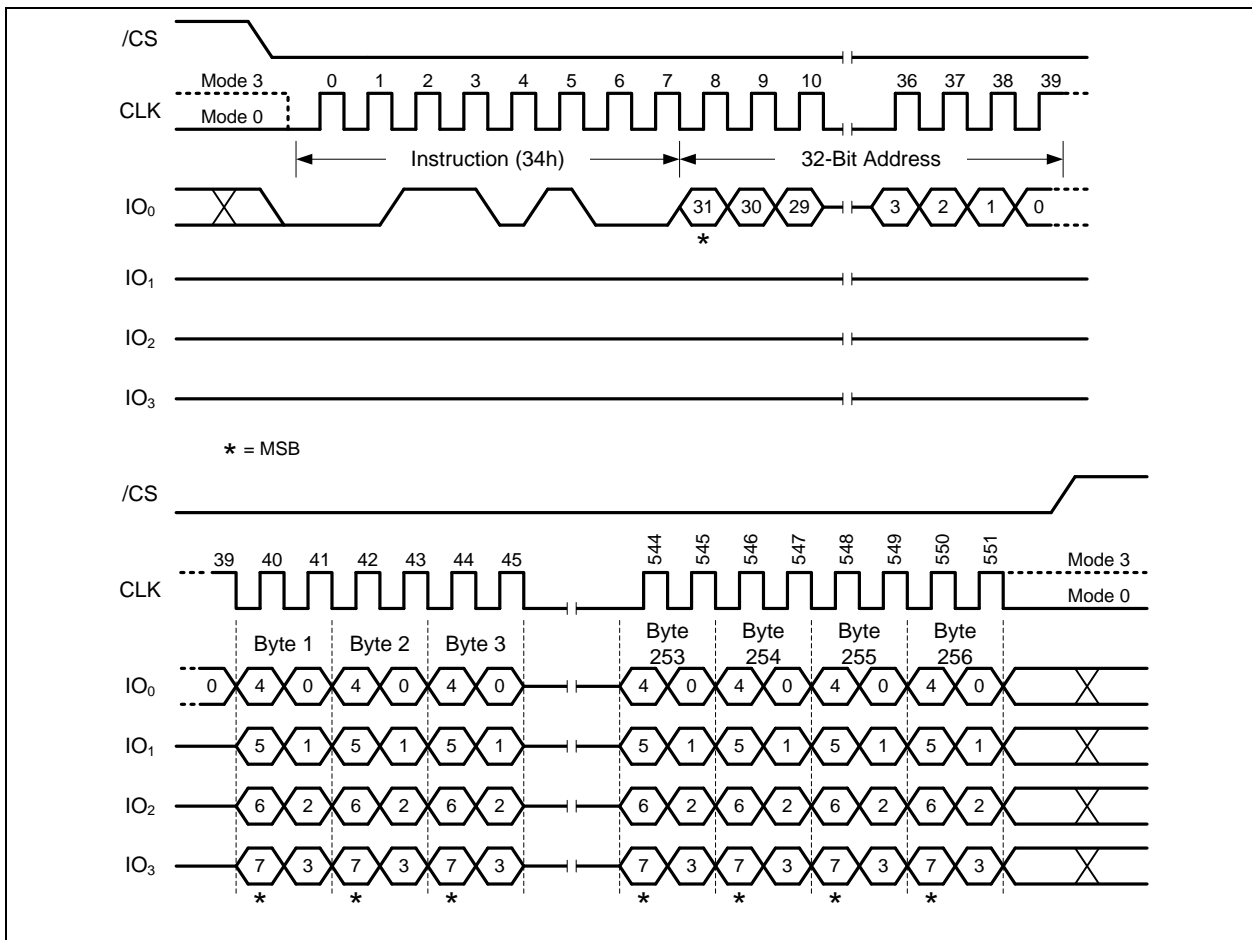 /CS
Mode 3 0 1 2 3 4 5 6 7 8 9 10 36 37 38 39
CLK Mode 0
Instruction (34h) 32-Bit Address
IO0 31 30 29 3 2 1 0
*
IO1
IO2
IO3
* = MSB
/CS
39 40 41 42 43 44 45 544 545 546 547 548 549 550 551 Mode 3
CLK Mode 0
Byte 1 Byte 2 Byte 3 Byte 253 Byte 254 Byte 255 Byte 256
IO0 0 4 0 4 0 4 0 4 0 4 0 4 0 4 0
IO1 5 1 5 1 5 1 5 1 5 1 5 1 5 1
IO2 6 2 6 2 6 2 6 2 6 2 6 2 6 2
IO3 7 3 7 3 7 3 7 3 7 3 7 3 7 3
* * * * * * *